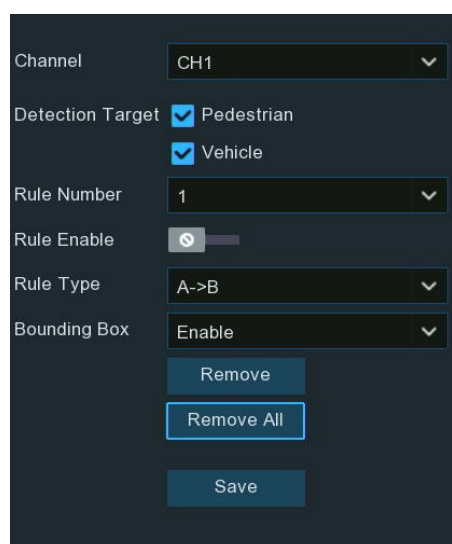 Channel CH1
Detection Target Pedestrian
Vehicle
Rule Number 1
Rule Enable
Rule Type A->B
Bounding Box Enable
Remove
Remove All
Save